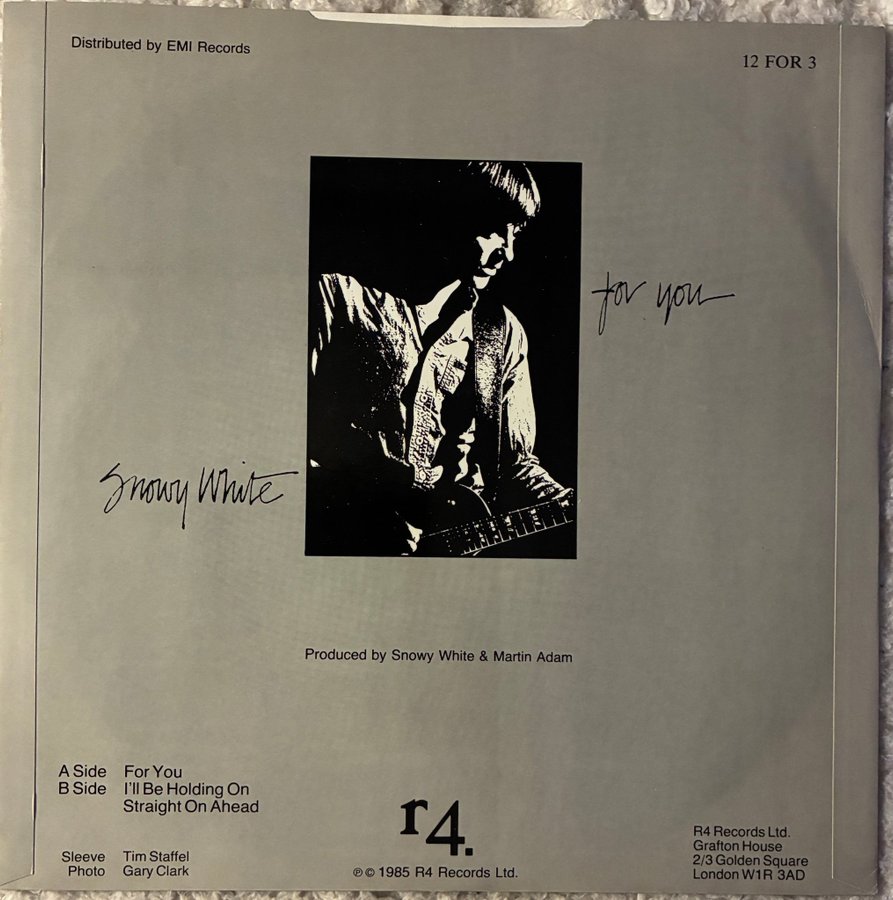 Distributed by EMI Records
12 FOR 3
for you
Snowy White
Produced by Snowy White & Martin Adam
A Side For You
B Side I'll Be Holding On
Straight On Ahead
Sleeve Tim Staffel
Photo Gary Clark
r4.
℗ © 1985 R4 Records Ltd.
R4 Records Ltd.
Grafton House
2/3 Golden Square
London W1R 3AD